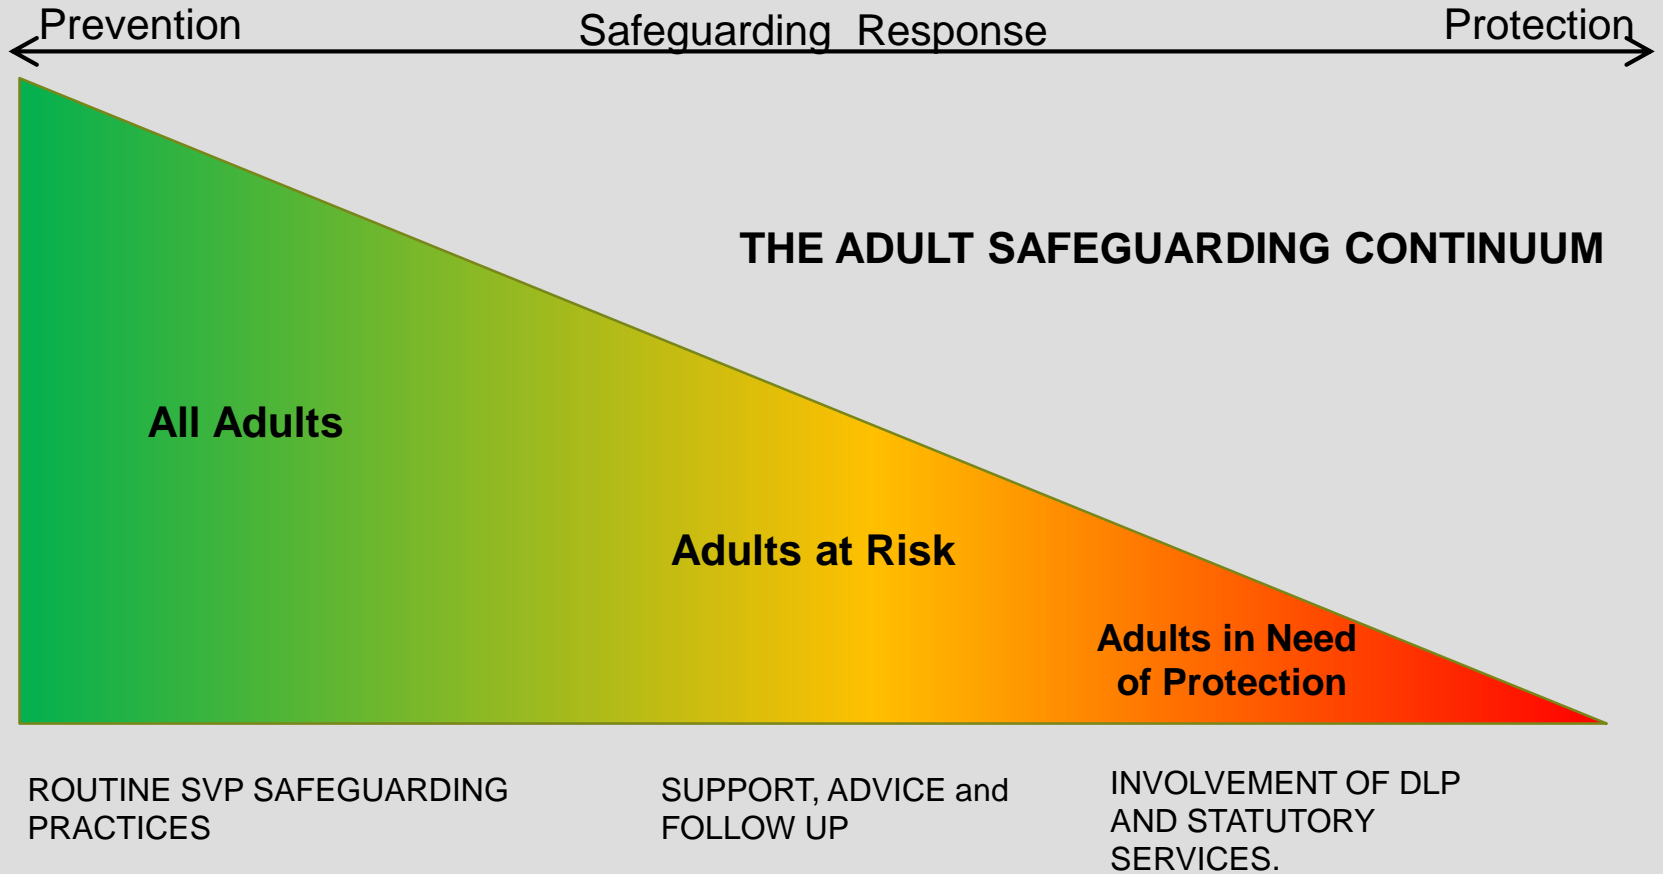 Prevention
Safeguarding Response
Protection
THE ADULT SAFEGUARDING CONTINUUM
All Adults
Adults at Risk
Adults in Need
of Protection
ROUTINE SVP SAFEGUARDING
PRACTICES
SUPPORT, ADVICE and
FOLLOW UP
INVOLVEMENT OF DLP
AND STATUTORY
SERVICES.